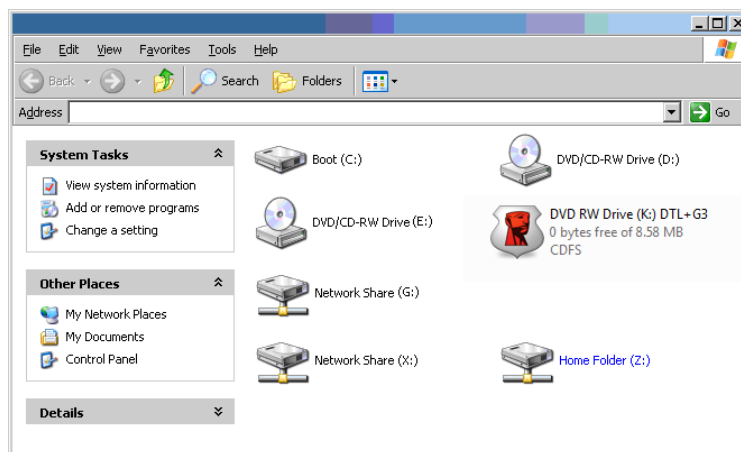 File Edit View Favorites Tools Help
Back Search Folders
Address Go
System Tasks
View system information
Add or remove programs
Change a setting
Other Places
My Network Places
My Documents
Control Panel
Details
Boot (C:)
DVD/CD-RW Drive (D:)
DVD/CD-RW Drive (E:)
DVD RW Drive (K:) DTL+G3
0 bytes free of 8.58 MB
CDFS
Network Share (G:)
Network Share (X:)
Home Folder (Z:)